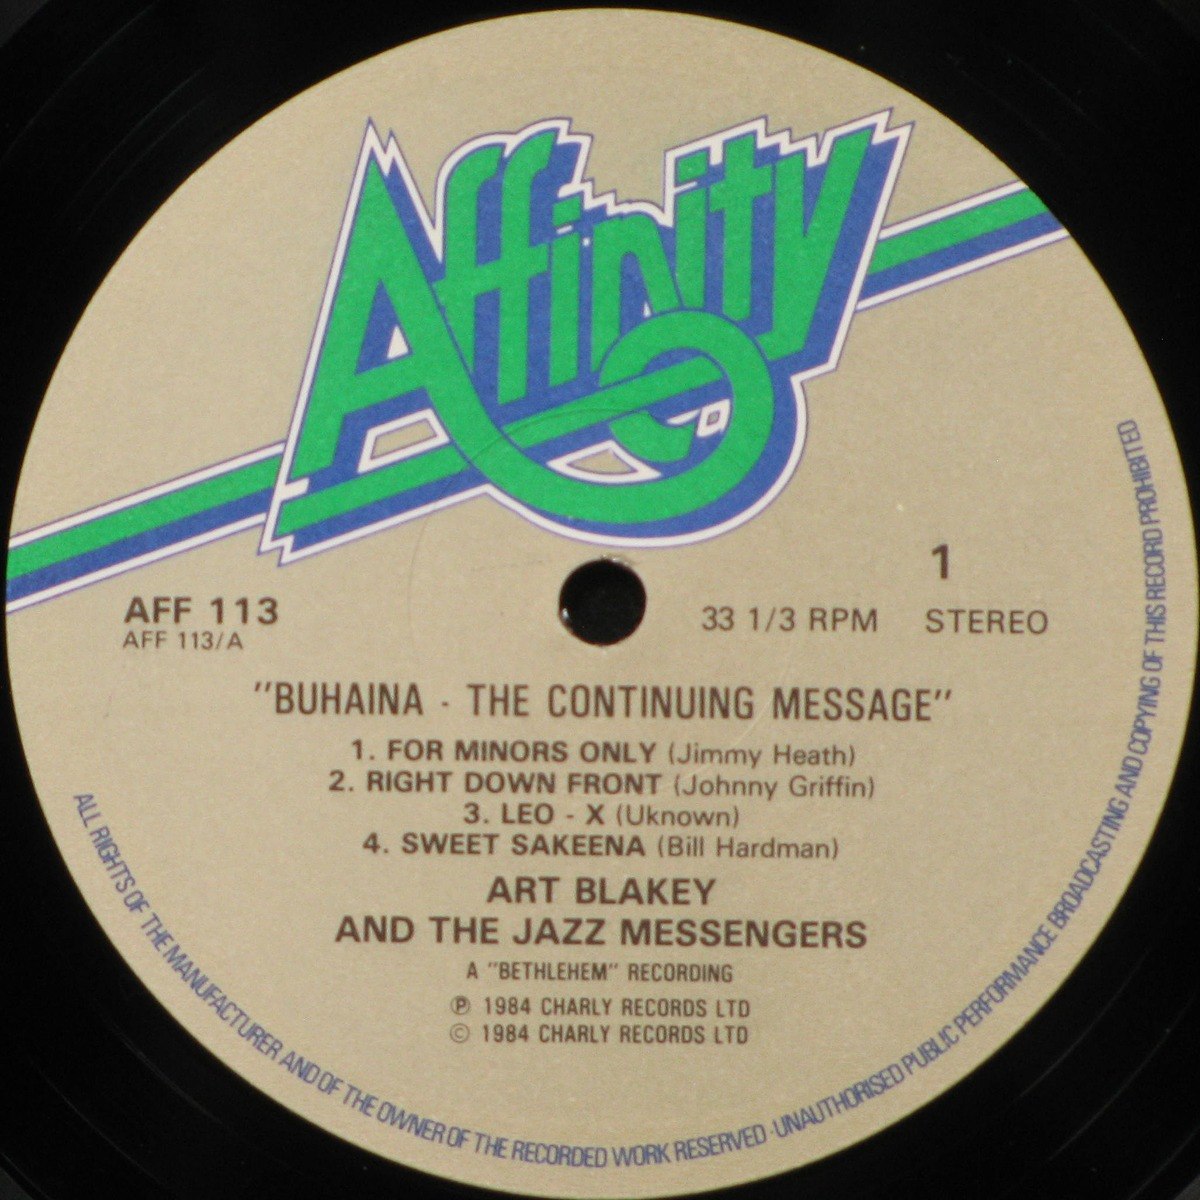 Affinity
AFF 113
AFF 113/A
33 1/3 RPM
1
STEREO
"BUHAINA - THE CONTINUING MESSAGE"
1. FOR MINORS ONLY (Jimmy Heath)
2. RIGHT DOWN FRONT (Johnny Griffin)
3. LEO - X (Uknown)
4. SWEET SAKEENA (Bill Hardman)
ART BLAKEY
AND THE JAZZ MESSENGERS
A "BETHLEHEM" RECORDING
℗ 1984 CHARLY RECORDS LTD
© 1984 CHARLY RECORDS LTD
ALL RIGHTS OF THE MANUFACTURER AND OF THE OWNER OF THE RECORDED WORK RESERVED · UNAUTHORISED PUBLIC PERFORMANCE BROADCASTING AND COPYING OF THIS RECORD PROHIBITED